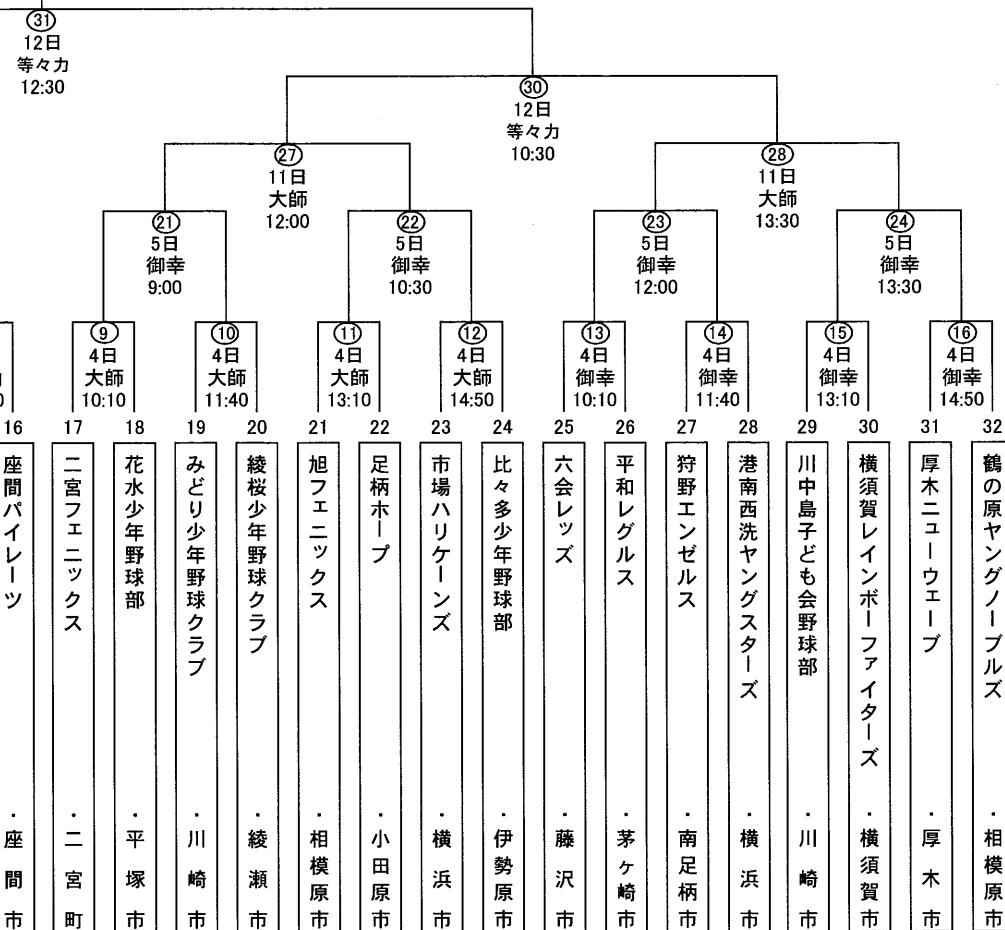 ㉛
12日
等々力
12:30
㉚
12日
等々力
10:30
㉗
11日
大師
12:00
㉘
11日
大師
13:30
㉑
5日
御幸
9:00
㉒
5日
御幸
10:30
㉓
5日
御幸
12:00
㉔
5日
御幸
13:30
⑨
4日
大師
10:10
⑩
4日
大師
11:40
⑪
4日
大師
13:10
⑫
4日
大師
14:50
⑬
4日
御幸
10:10
⑭
4日
御幸
11:40
⑮
4日
御幸
13:10
⑯
4日
御幸
14:50
16
座間パイレーツ
・座間市
17
二宮フェニックス
・二宮町
18
花水少年野球部
・平塚市
19
みどり少年野球クラブ
・川崎市
20
綾桜少年野球クラブ
・綾瀬市
21
旭フェニックス
・相模原市
22
足柄ホープ
・小田原市
23
市場ハリケーンズ
・横浜市
24
比々多少年野球部
・伊勢原市
25
六会レッズ
・藤沢市
26
平和レグルス
・茅ヶ崎市
27
狩野エンゼルス
・南足柄市
28
港南西洗ヤングスターズ
・横浜市
29
川中島子ども会野球部
・川崎市
30
横須賀レインボーファイターズ
・横須賀市
31
厚木ニューウェーブ
・厚木市
32
鶴の原ヤングノーブルズ
・相模原市